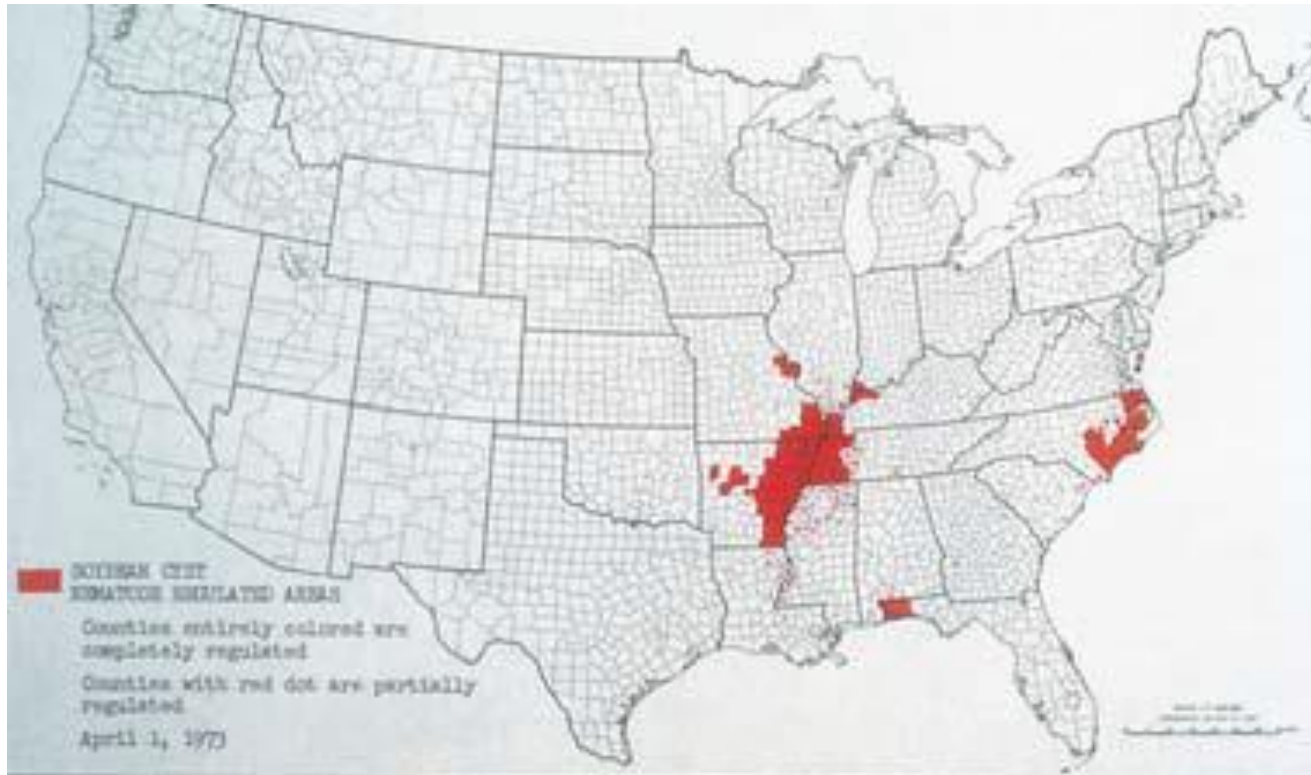 SOYBEAN CYST
NEMATODE REGULATED AREAS
Counties entirely colored are
completely regulated
Counties with red dot are partially
regulated
April 1, 1973